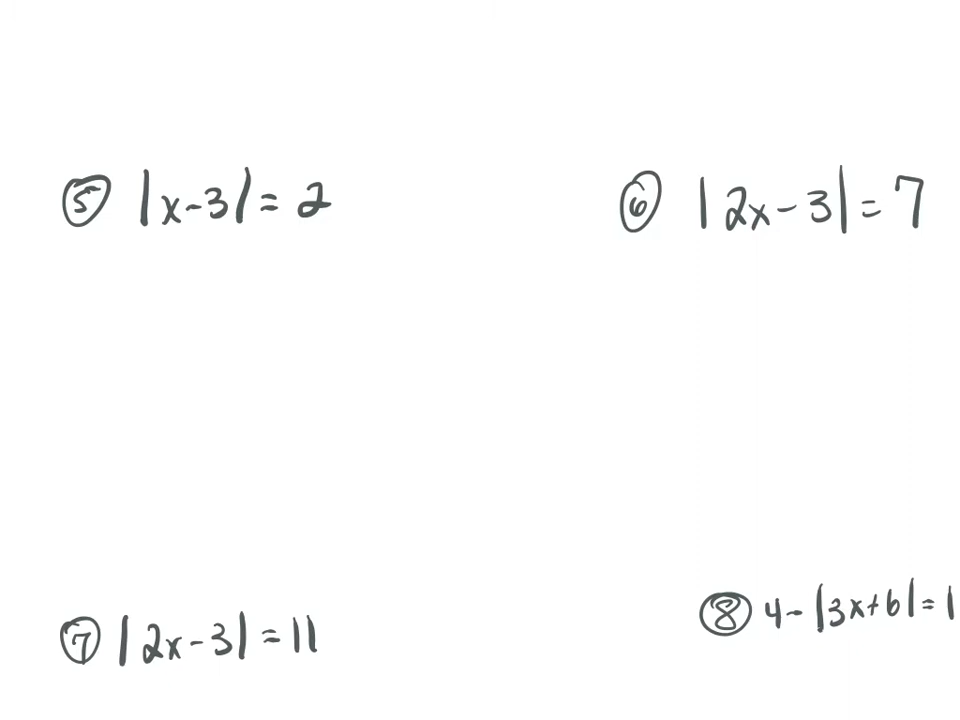 ⑤ |x-3| = 2
⑥ |2x-3| = 7
⑦ |2x-3| = 11
⑧ 4-|3x+6| = 1